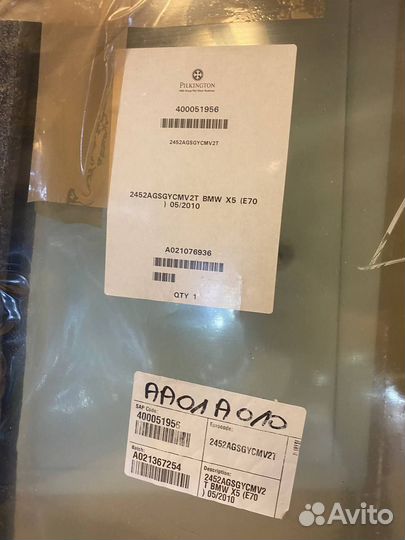 PILKINGTON
400051956
2452AGSGYCMV2T
2452AGSGYCMV2T BMW X5 (E70
) 05/2010
A021076936
QTY 1
AA01A010
SAP Code:
400051956
Eurocode:
2452AGSGYCMV2T
Batch:
A021367254
Description:
2452AGSGYCMV2
T BMW X5 (E70
) 05/2010
Avito